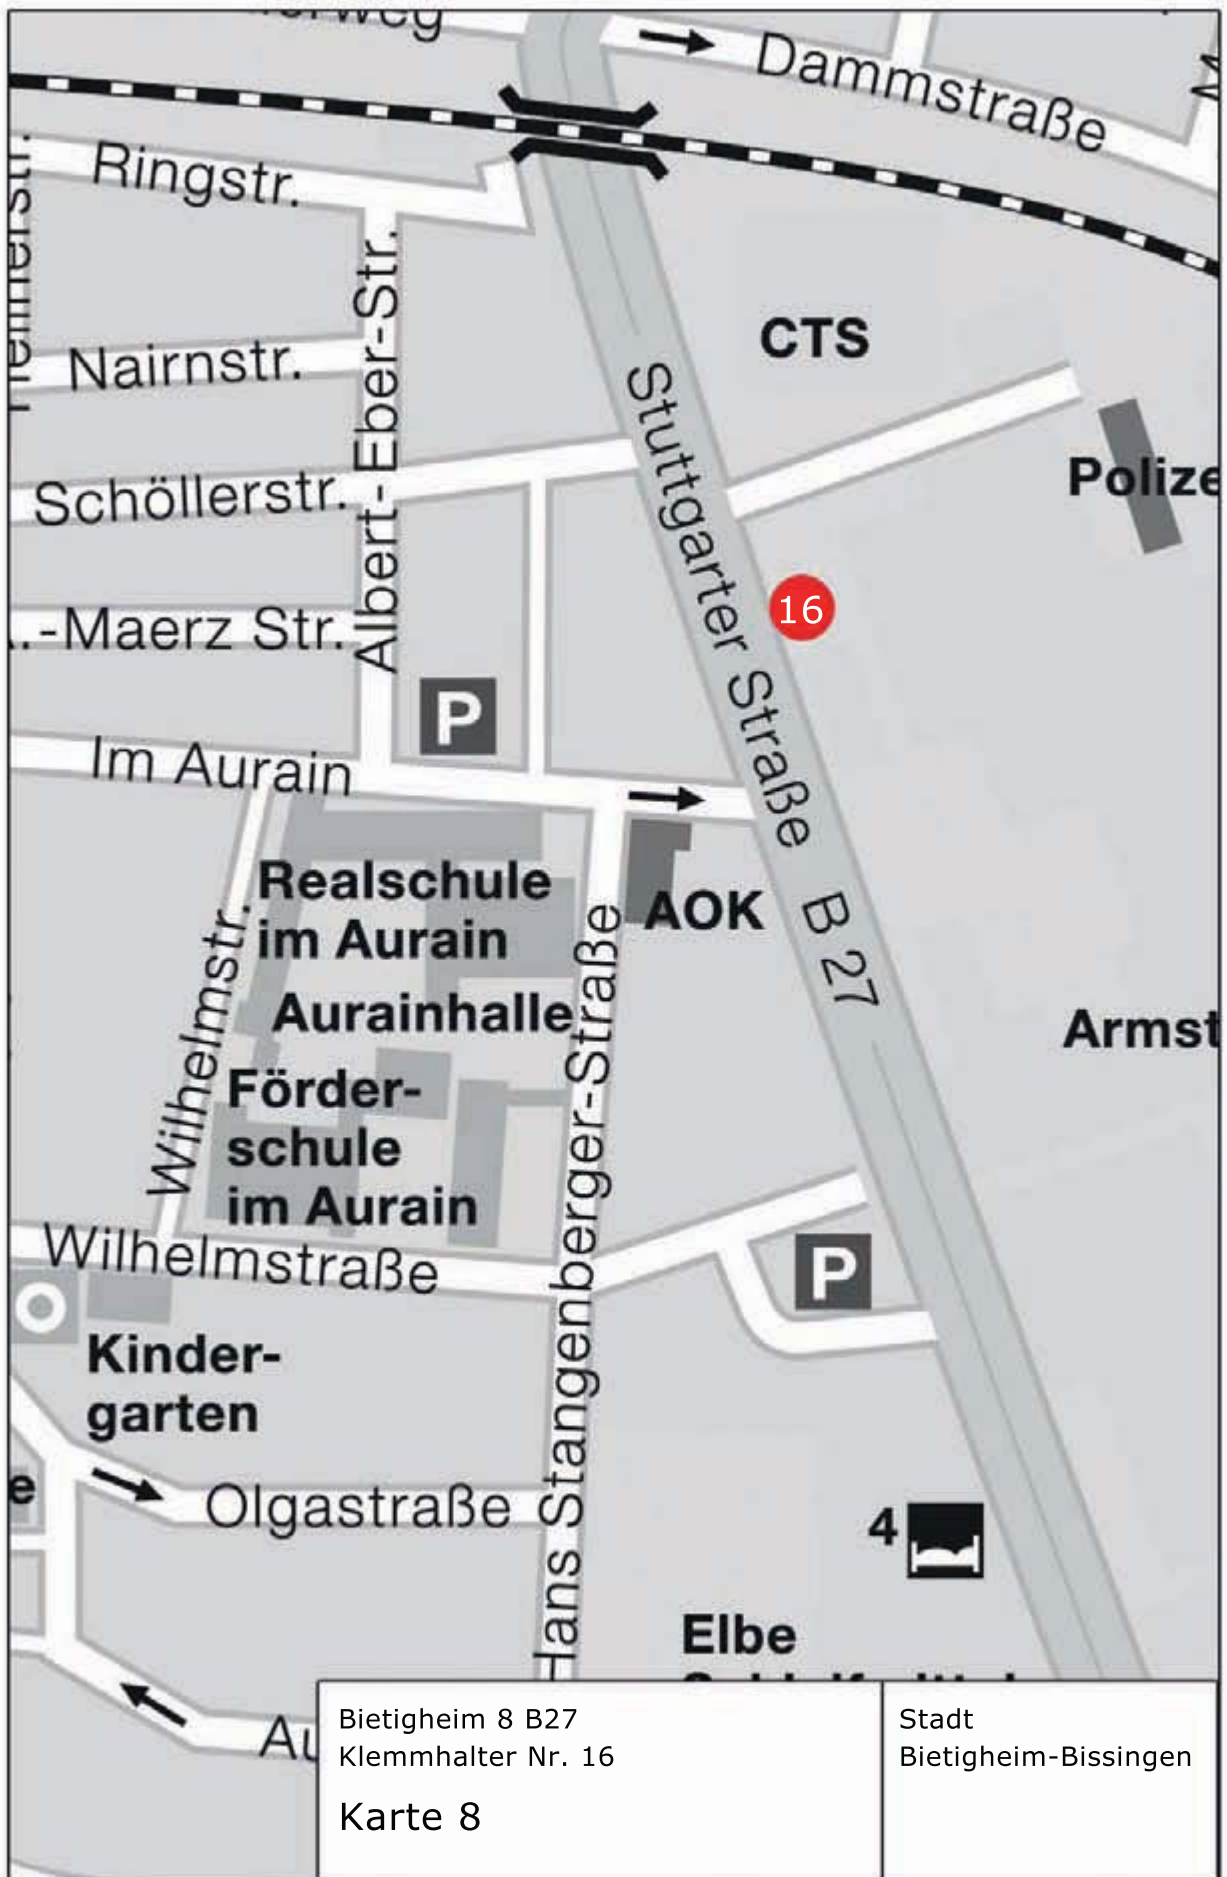 Dammstraße
Ringstr.
Albert-Eber-Str.
CTS
Nairnstr.
Stuttgarter Straße B 27
Schöllerstr.
16
-Maerz Str.
P
Im Aurain
Realschule
im Aurain
AOK
Wilhelmstr.
Hans Stangenberger-Straße
Aurainhalle
Förder-
schule
im Aurain
Wilhelmstraße
P
Kinder-
garten
Olgastraße
4
Elbe
Bietigheim 8 B27
Klemmhalter Nr. 16
Karte 8
Stadt
Bietigheim-Bissingen